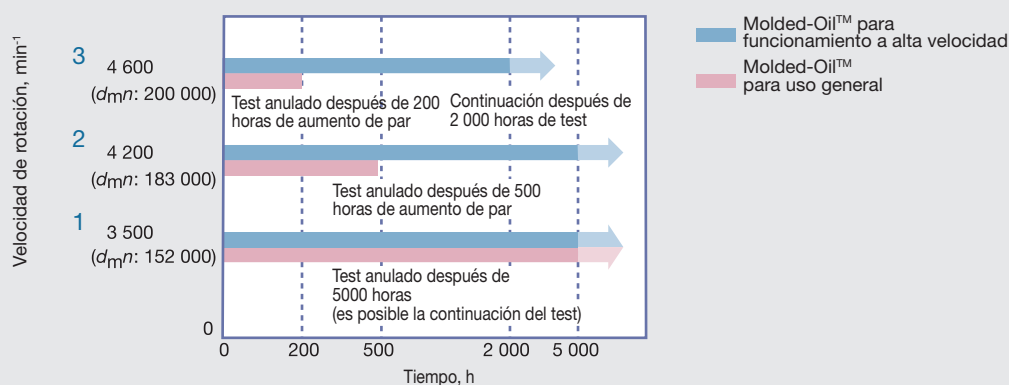 Molded-Oil™ para
funcionamiento a alta velocidad
Molded-Oil™
para uso general
Velocidad de rotación, min⁻¹
3
4 600
(dmn: 200 000)
Test anulado después de 200
horas de aumento de par
Continuación después de
2 000 horas de test
2
4 200
(dmn: 183 000)
Test anulado después de 500
horas de aumento de par
1
3 500
(dmn: 152 000)
Test anulado después de
5000 horas
(es posible la continuación del test)
0
0 200 500 2 000 5 000
Tiempo, h